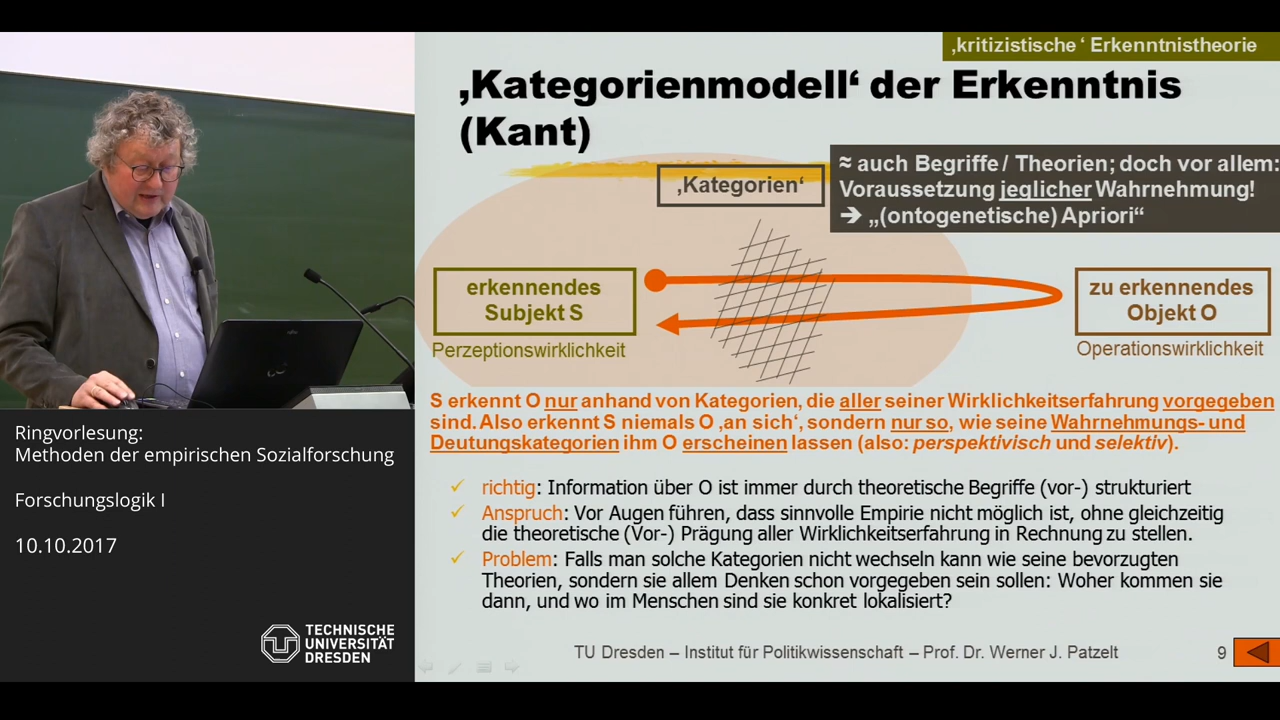 ‚kritizistische ‘ Erkenntnistheorie
‚Kategorienmodell‘ der Erkenntnis
(Kant)
‚Kategorien‘
≈ auch Begriffe / Theorien; doch vor allem:
Voraussetzung jeglicher Wahrnehmung!
➔ „(ontogenetische) Apriori“
erkennendes
Subjekt S
Perzeptionswirklichkeit
zu erkennendes
Objekt O
Operationswirklichkeit
S erkennt O nur anhand von Kategorien, die aller seiner Wirklichkeitserfahrung vorgegeben
sind. Also erkennt S niemals O ‚an sich‘, sondern nur so, wie seine Wahrnehmungs- und
Deutungskategorien ihm O erscheinen lassen (also: perspektivisch und selektiv).
✓ richtig: Information über O ist immer durch theoretische Begriffe (vor-) strukturiert
✓ Anspruch: Vor Augen führen, dass sinnvolle Empirie nicht möglich ist, ohne gleichzeitig
die theoretische (Vor-) Prägung aller Wirklichkeitserfahrung in Rechnung zu stellen.
✓ Problem: Falls man solche Kategorien nicht wechseln kann wie seine bevorzugten
Theorien, sondern sie allem Denken schon vorgegeben sein sollen: Woher kommen sie
dann, und wo im Menschen sind sie konkret lokalisiert?
TU Dresden – Institut für Politikwissenschaft – Prof. Dr. Werner J. Patzelt
9
Ringvorlesung:
Methoden der empirischen Sozialforschung
Forschungslogik I
10.10.2017
TECHNISCHE
UNIVERSITÄT
DRESDEN